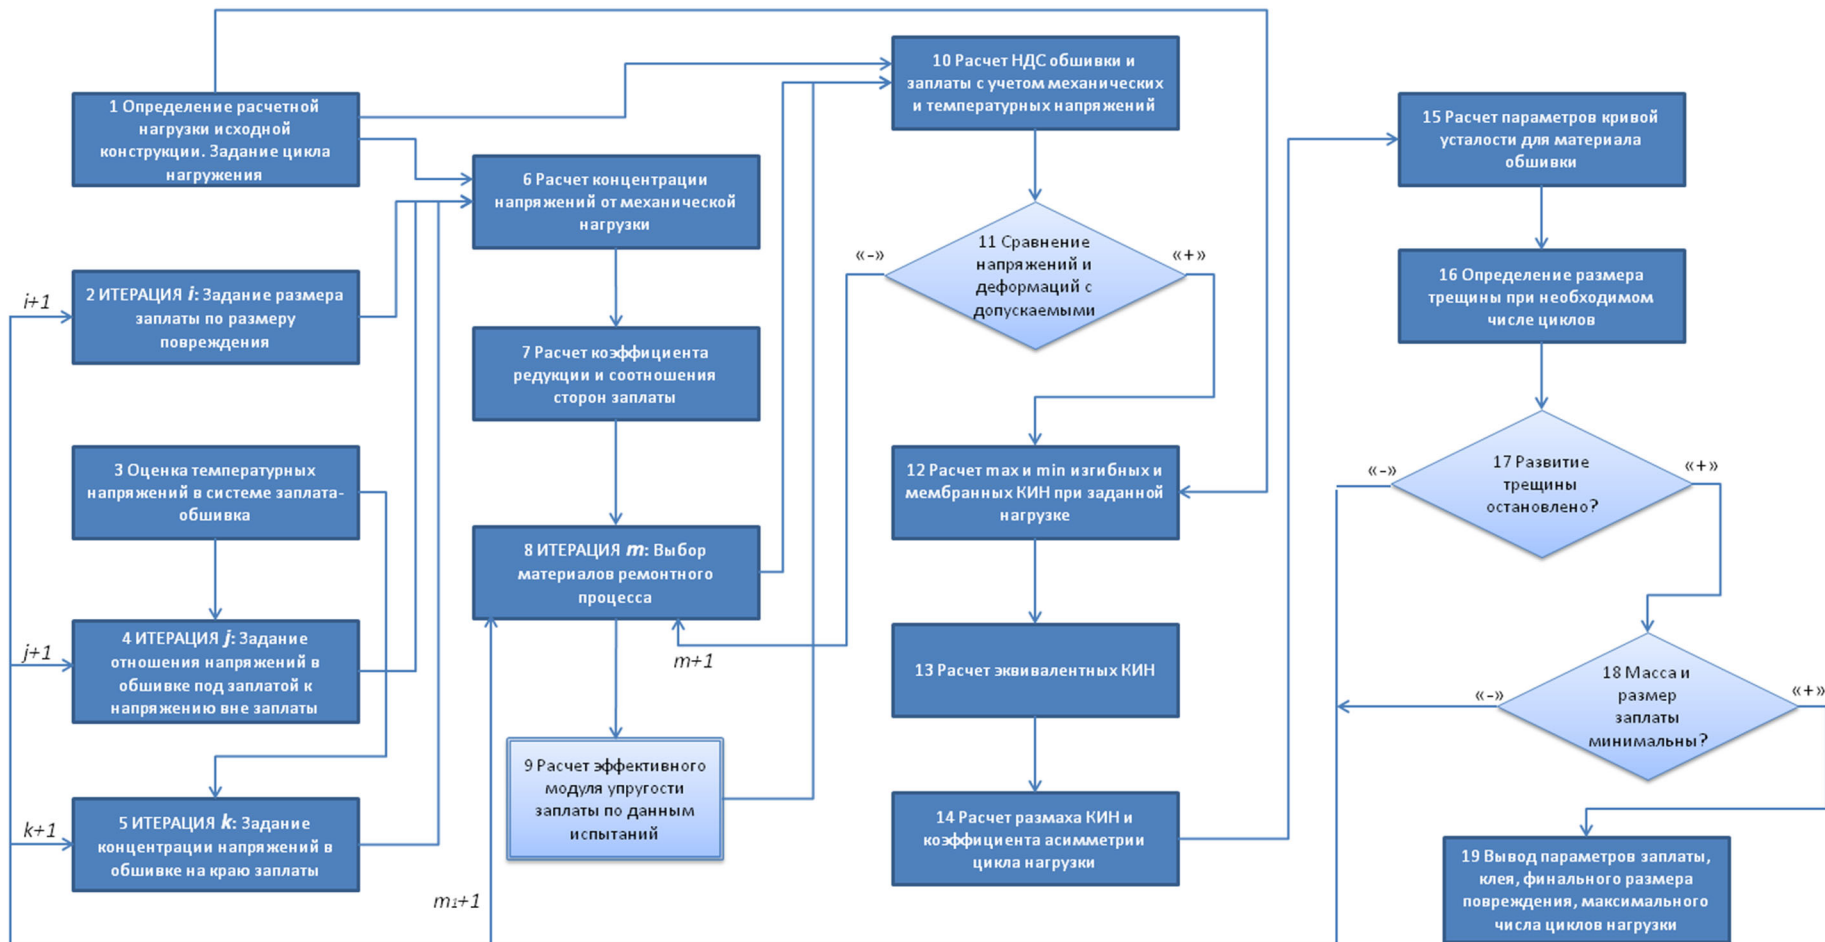 1 Определение расчетной
нагрузки исходной
конструкции. Задание цикла
нагружения
i+1
2 ИТЕРАЦИЯ i: Задание размера
заплаты по размеру
повреждения
3 Оценка температурных
напряжений в системе заплата-
обшивка
j+1
4 ИТЕРАЦИЯ j: Задание
отношения напряжений в
обшивке под заплатой к
напряжению вне заплаты
k+1
5 ИТЕРАЦИЯ k: Задание
концентрации напряжений в
обшивке на краю заплаты
6 Расчет концентрации
напряжений от механической
нагрузки
7 Расчет коэффициента
редукции и соотношения
сторон заплаты
8 ИТЕРАЦИЯ m: Выбор
материалов ремонтного
процесса
m+1
9 Расчет эффективного
модуля упругости
заплаты по данным
испытаний
m₁+1
10 Расчет НДС обшивки и
заплаты с учетом механических
и температурных напряжений
«-»
11 Сравнение
напряжений и
деформаций с
допускаемыми
«+»
12 Расчет max и min изгибных и
мембранных КИН при заданной
нагрузке
13 Расчет эквивалентных КИН
14 Расчет размаха КИН и
коэффициента асимметрии
цикла нагрузки
15 Расчет параметров кривой
усталости для материала
обшивки
16 Определение размера
трещины при необходимом
числе циклов
«-»
17 Развитие
трещины
остановлено?
«+»
«-»
18 Масса и
размер
заплаты
минимальны?
«+»
19 Вывод параметров заплаты,
клея, финального размера
повреждения, максимального
числа циклов нагрузки